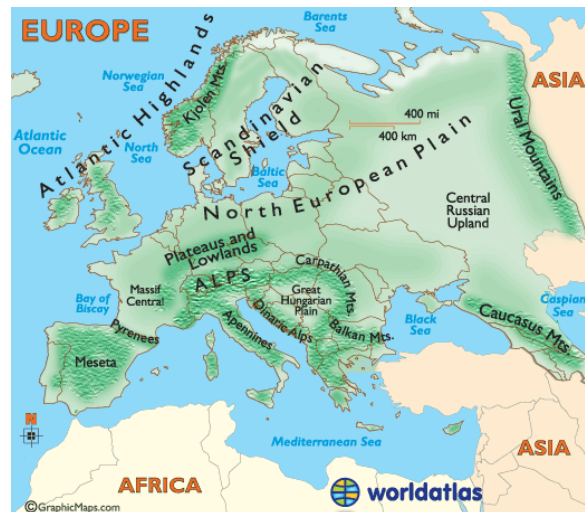 EUROPE
Barents
Sea
Norwegian
Sea
ASIA
Atlantic Highlands
Kjolen Mts.
Scandinavian
Shield
400 mi
400 km
Ural Mountains
Atlantic
Ocean
North
Sea
Baltic
Sea
North European Plain
Central
Russian
Upland
Plateaus and
Lowlands
Carpathian Mts.
ALPS
Massif
Central
Great
Hungarian
Plain
Bay of
Biscay
Caspian
Sea
Black
Sea
Caucasus Mts.
Pyrenees
Apennines
Dinaric Alps
Balkan Mts.
Meseta
N
Mediterranean Sea
ASIA
AFRICA
worldatlas
©GraphicMaps.com